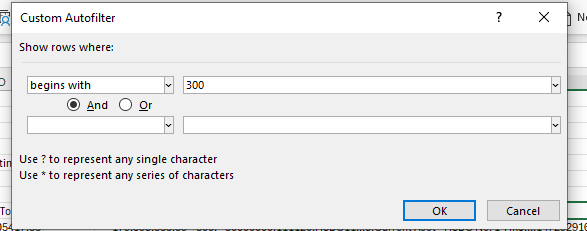 Custom Autofilter
Show rows where:
begins with 300
And Or
Use ? to represent any single character
Use * to represent any series of characters
OK Cancel